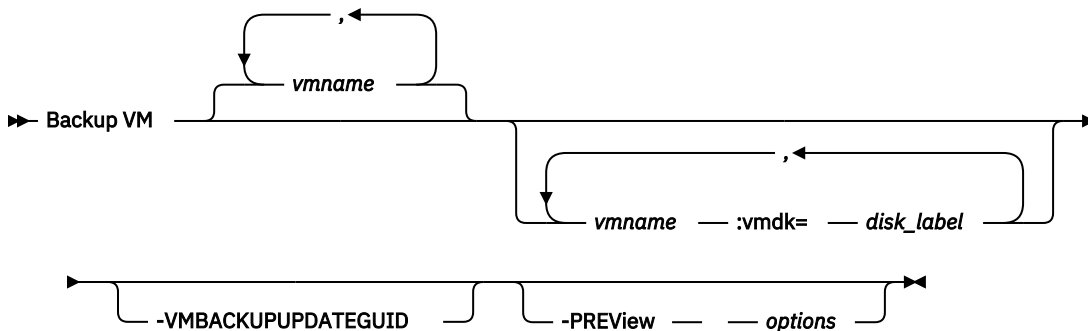 ,
vmname
Backup VM
,
vmname :vmdk= disk_label
-VMBACKUPUPDATEGUID -PREView options